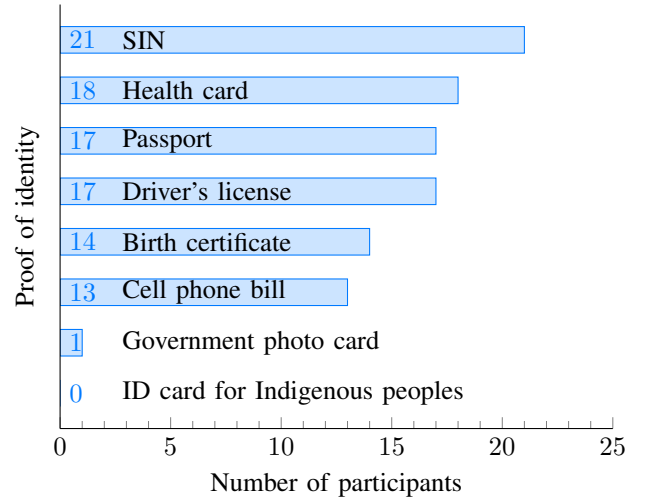 21 SIN
18 Health card
17 Passport
17 Driver's license
14 Birth certificate
13 Cell phone bill
1 Government photo card
0 ID card for Indigenous peoples
Proof of identity
0 5 10 15 20 25
Number of participants